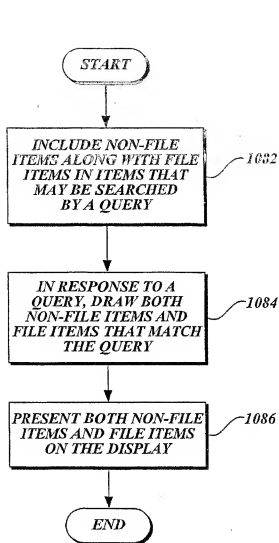 START
INCLUDE NON-FILE
ITEMS ALONG WITH FILE
ITEMS IN ITEMS THAT
MAY BE SEARCHED
BY A QUERY
1082
IN RESPONSE TO A
QUERY, DRAW BOTH
NON-FILE ITEMS AND
FILE ITEMS THAT MATCH
THE QUERY
1084
PRESENT BOTH NON-FILE
ITEMS AND FILE ITEMS
ON THE DISPLAY
1086
END